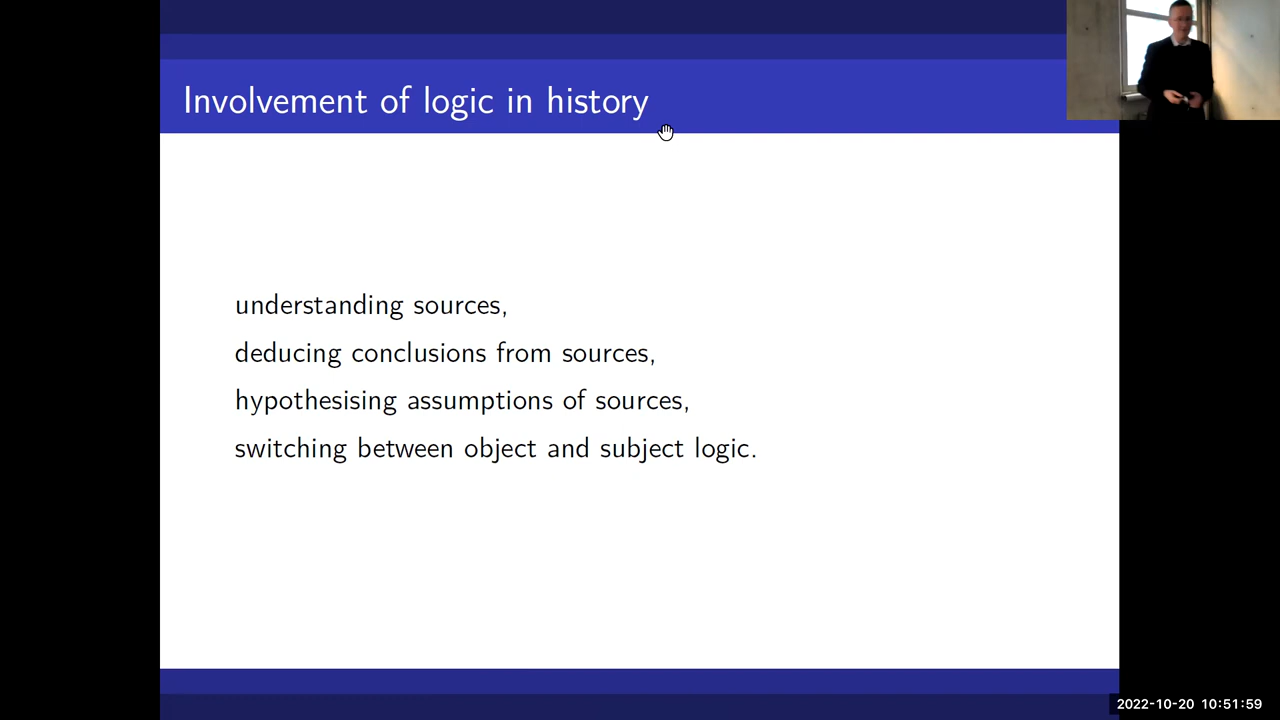 Involvement of logic in history
understanding sources,
deducing conclusions from sources,
hypothesising assumptions of sources,
switching between object and subject logic.
2022-10-20 10:51:59